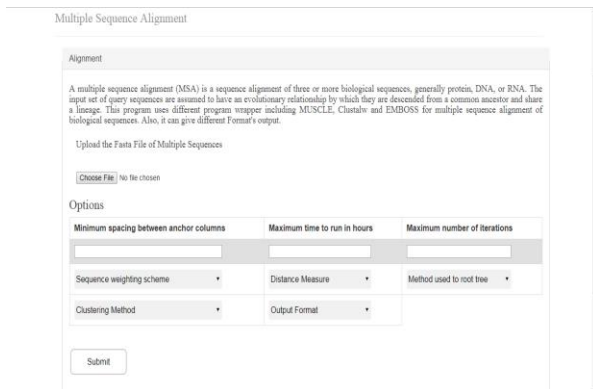 Multiple Sequence Alignment
Alignment
A multiple sequence alignment (MSA) is a sequence alignment of three or more biological sequences, generally protein, DNA, or RNA. The
input set of query sequences are assumed to have an evolutionary relationship by which they are descended from a common ancestor and share
a lineage. This program uses different program wrapper including MUSCLE, Clustalw and EMBOSS for multiple sequence alignment of
biological sequences. Also, it can give different Format's output.
Upload the Fasta File of Multiple Sequences
Choose File No file chosen
Options
Minimum spacing between anchor columns Maximum time to run in hours Maximum number of iterations
Sequence weighting scheme Distance Measure Method used to root tree
Clustering Method Output Format
Submit